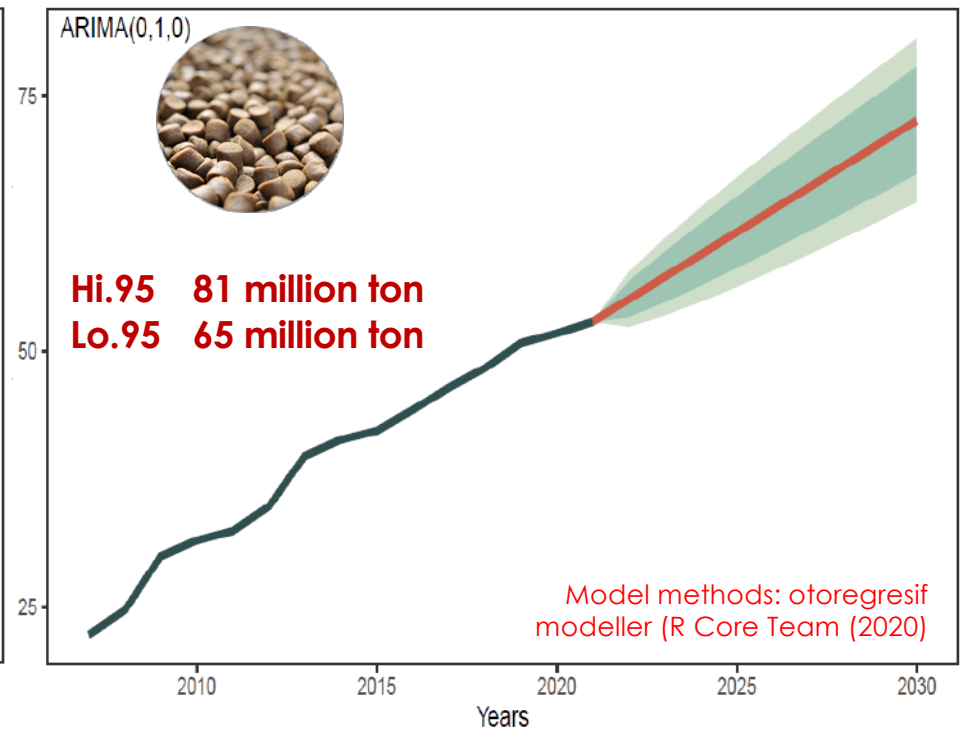 ARIMA(0,1,0)
75
Hi.95 81 million ton
Lo.95 65 million ton
50
25
Model methods: otoregresif
modeller (R Core Team (2020)
2010 2015 2020 2025 2030
Years